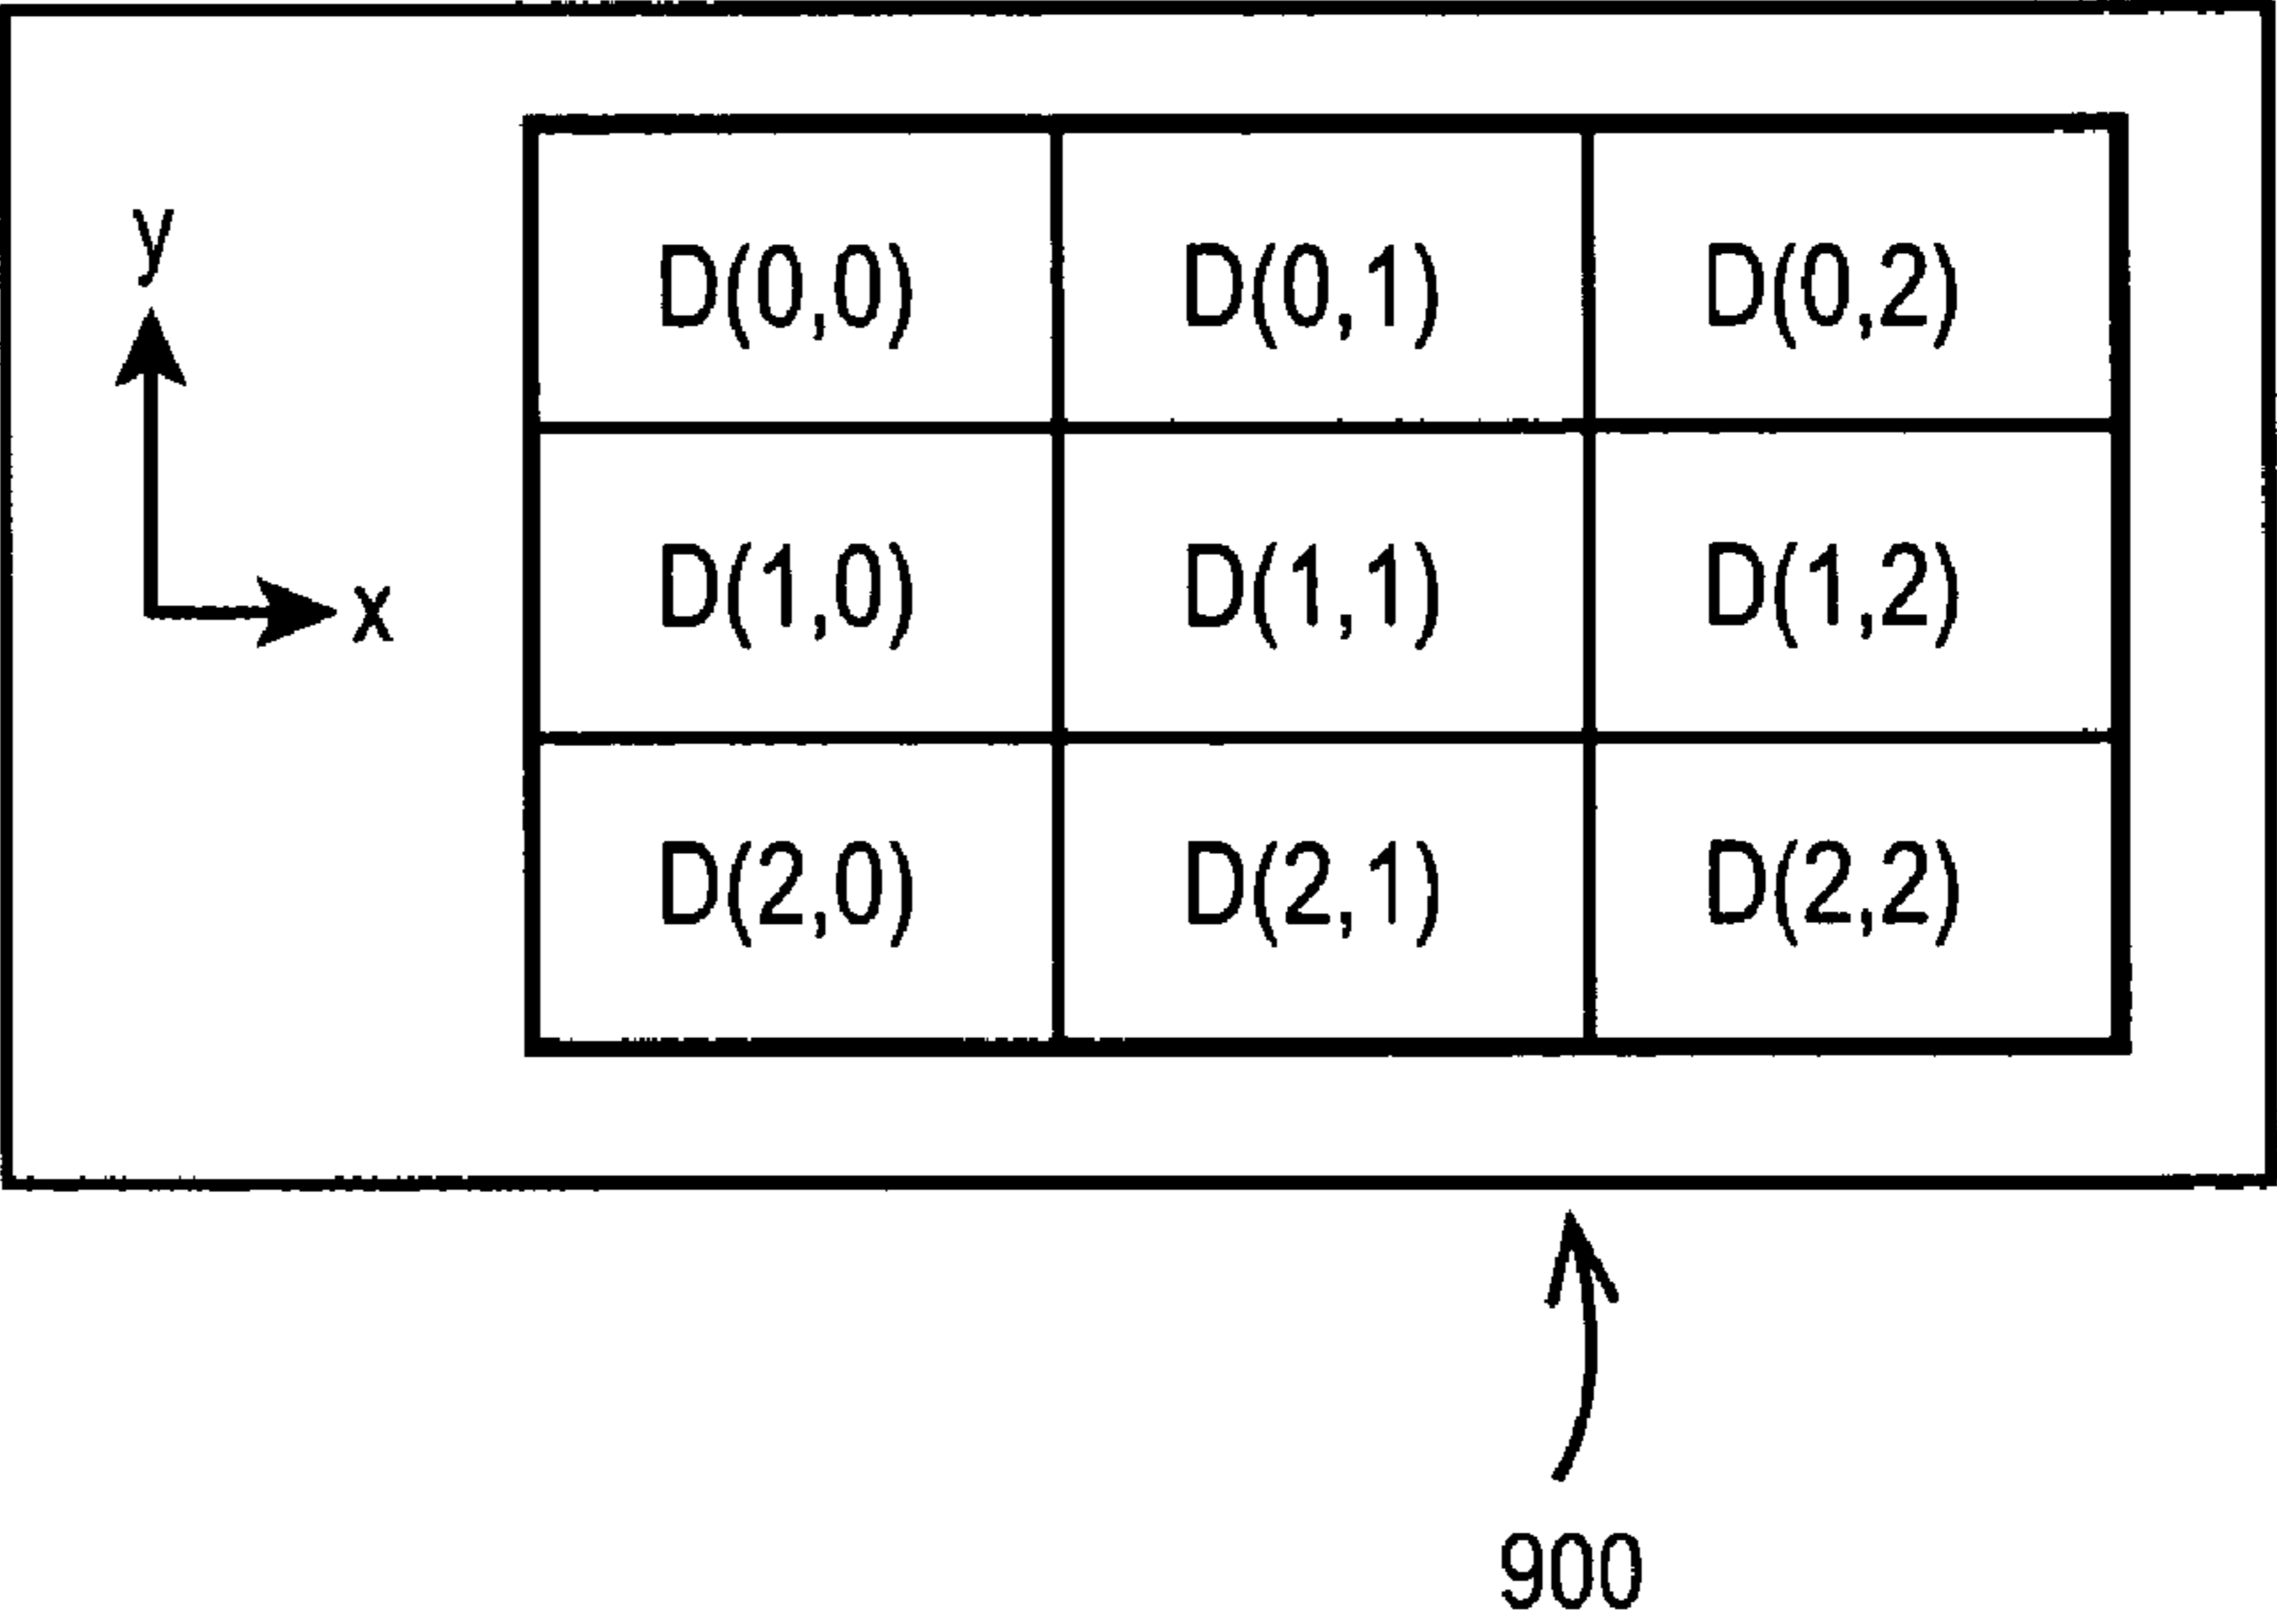 y
D(0,0) D(0,1) D(0,2)
D(1,0) D(1,1) D(1,2)
x
D(2,0) D(2,1) D(2,2)
900